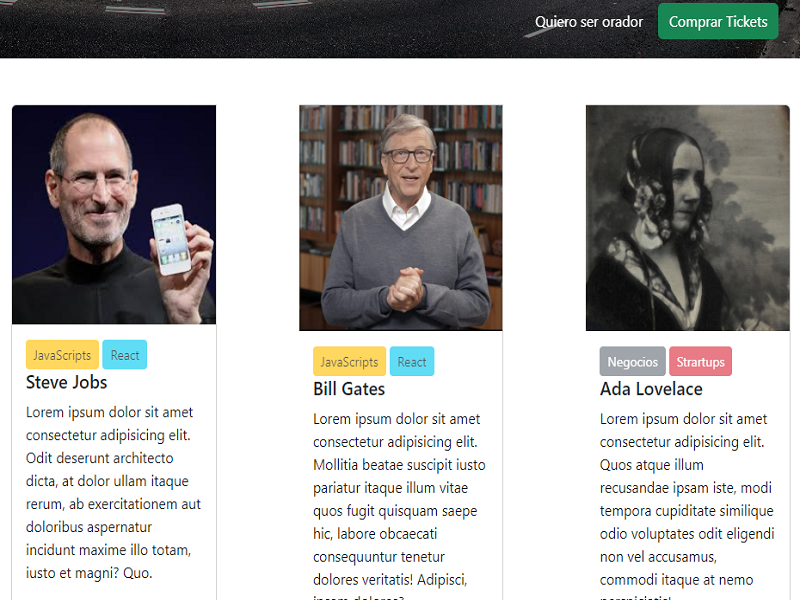 Quiero ser orador
Comprar Tickets
JavaScripts React
Steve Jobs
Lorem ipsum dolor sit amet
consectetur adipisicing elit.
Odit deserunt architecto
dicta, at dolor ullam itaque
rerum, ab exercitationem aut
doloribus aspernatur
incidunt maxime illo totam,
iusto et magni? Quo.
JavaScripts React
Bill Gates
Lorem ipsum dolor sit amet
consectetur adipisicing elit.
Mollitia beatae suscipit iusto
pariatur itaque illum vitae
quos fugit quisquam saepe
hic, labore obcaecati
consequuntur tenetur
dolores veritatis! Adipisci,
ipsam dolores?
Negocios Strartups
Ada Lovelace
Lorem ipsum dolor sit amet
consectetur adipisicing elit.
Quos atque illum
recusandae ipsam iste, modi
tempora cupiditate similique
odio voluptates odit eligendi
non vel accusamus,
commodi itaque at nemo
perspiciatis!